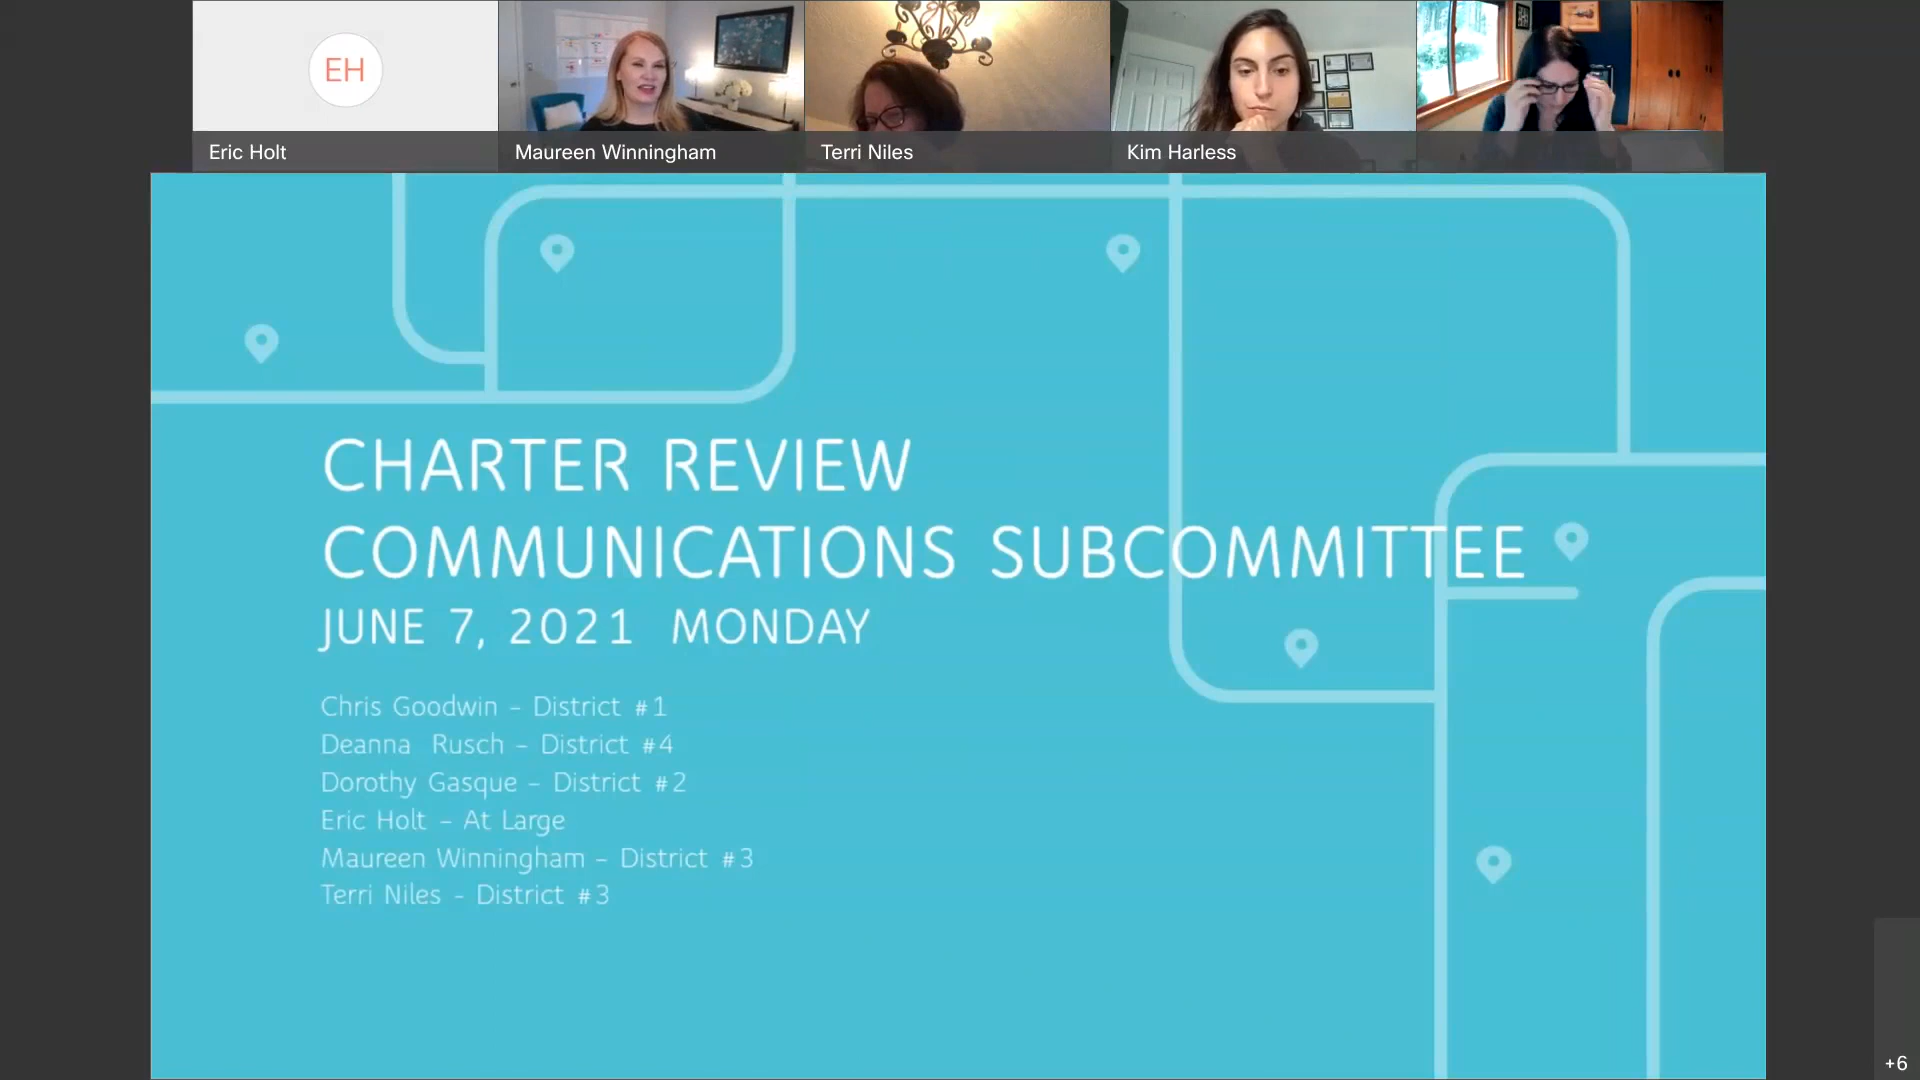 EH
Eric Holt
Maureen Winningham
Terri Niles
Kim Harless
CHARTER REVIEW
COMMUNICATIONS SUBCOMMITTEE
JUNE 7, 2021 MONDAY
Chris Goodwin – District #1
Deanna Rusch – District #4
Dorothy Gasque – District #2
Eric Holt – At Large
Maureen Winningham – District #3
Terri Niles - District #3
+6